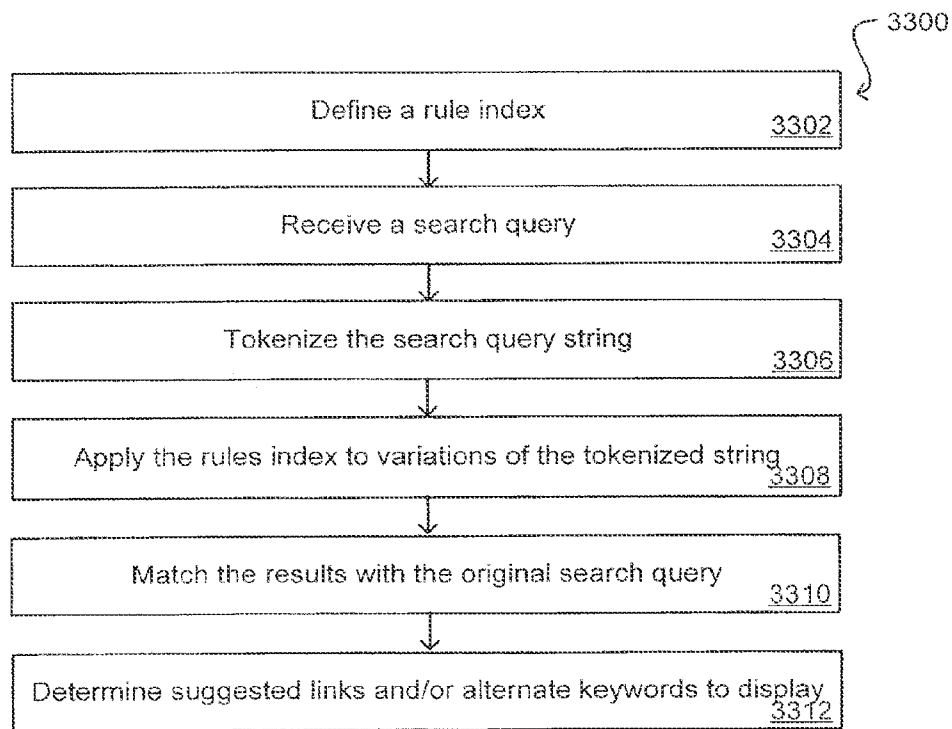 3300
Define a rule index
3302
Receive a search query
3304
Tokenize the search query string
3306
Apply the rules index to variations of the tokenized string
3308
Match the results with the original search query
3310
Determine suggested links and/or alternate keywords to display
3312